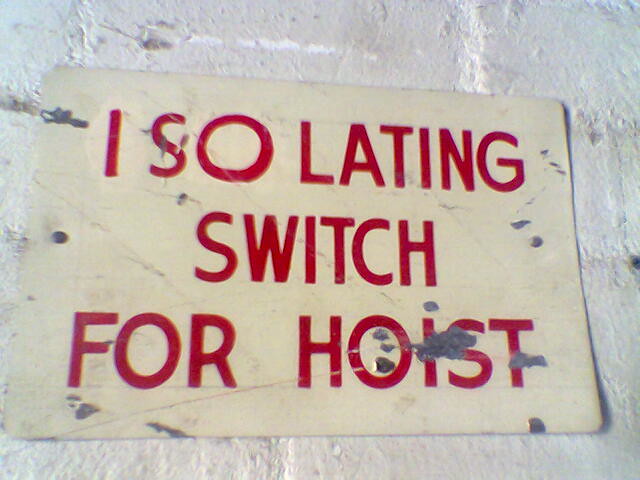 I SO LATING
SWITCH
FOR HOIST